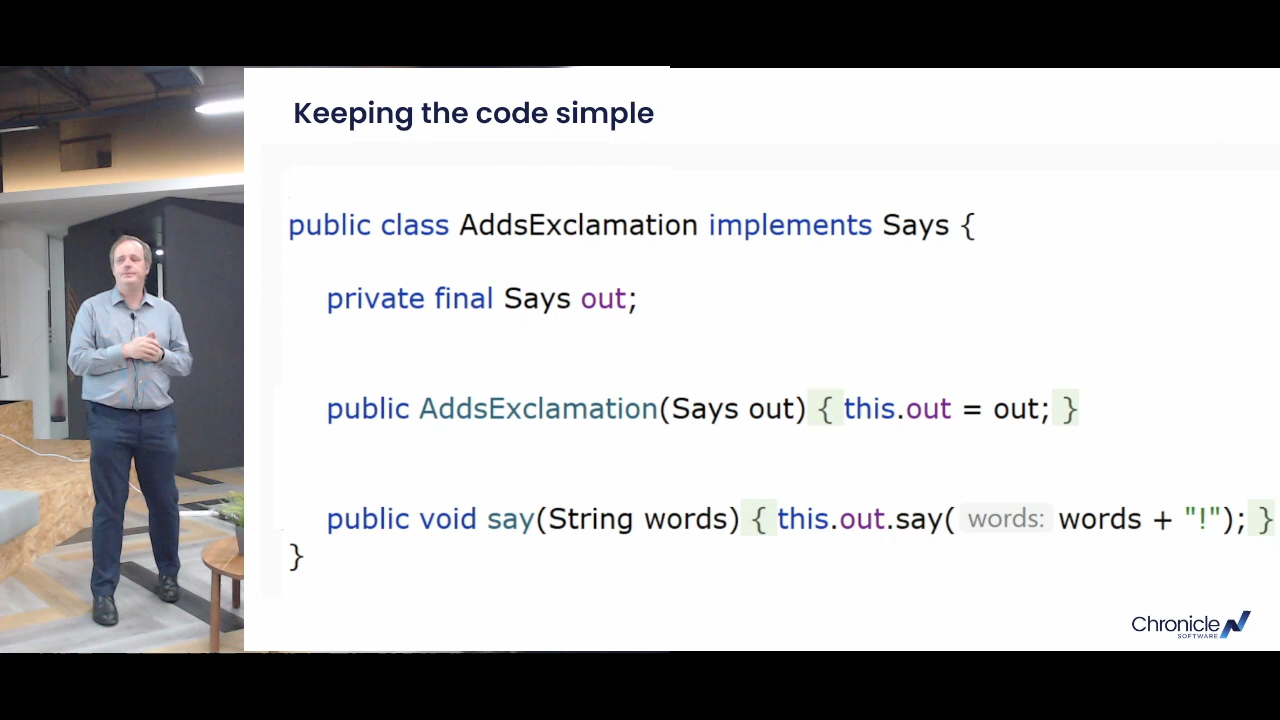 Keeping the code simple
public class AddsExclamation implements Says {
private final Says out;
public AddsExclamation(Says out) { this.out = out; }
public void say(String words) { this.out.say( words: words + "!"); }
}
Chronicle
SOFTWARE